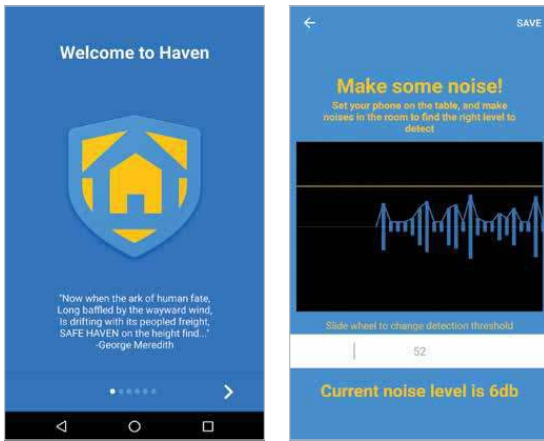 Welcome to Haven
"Now when the ark of human fate,
Long baffled by the wayward wind,
Is drifting with its peopled freight,
SAFE HAVEN on the height find..."
-George Meredith
SAVE
Make some noise!
Set your phone on the table, and make
noises in the room to find the right level to
detect
Slide wheel to change detection threshold
52
Current noise level is 6db